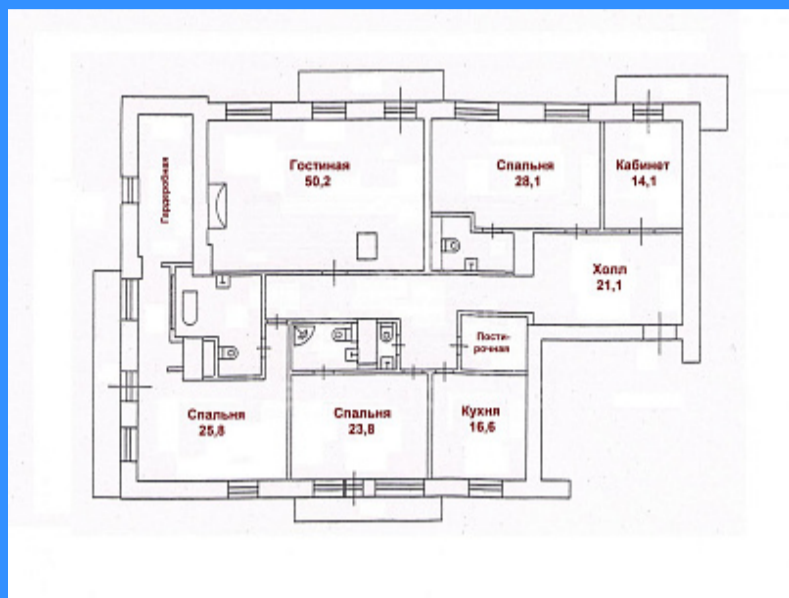 Гостиная
50,2
Спальня
28,1
Кабинет
14,1
Гардеробная
Холл
21,1
Пости-
рочная
Спальня
25,8
Спальня
23,8
Кухня
16,6